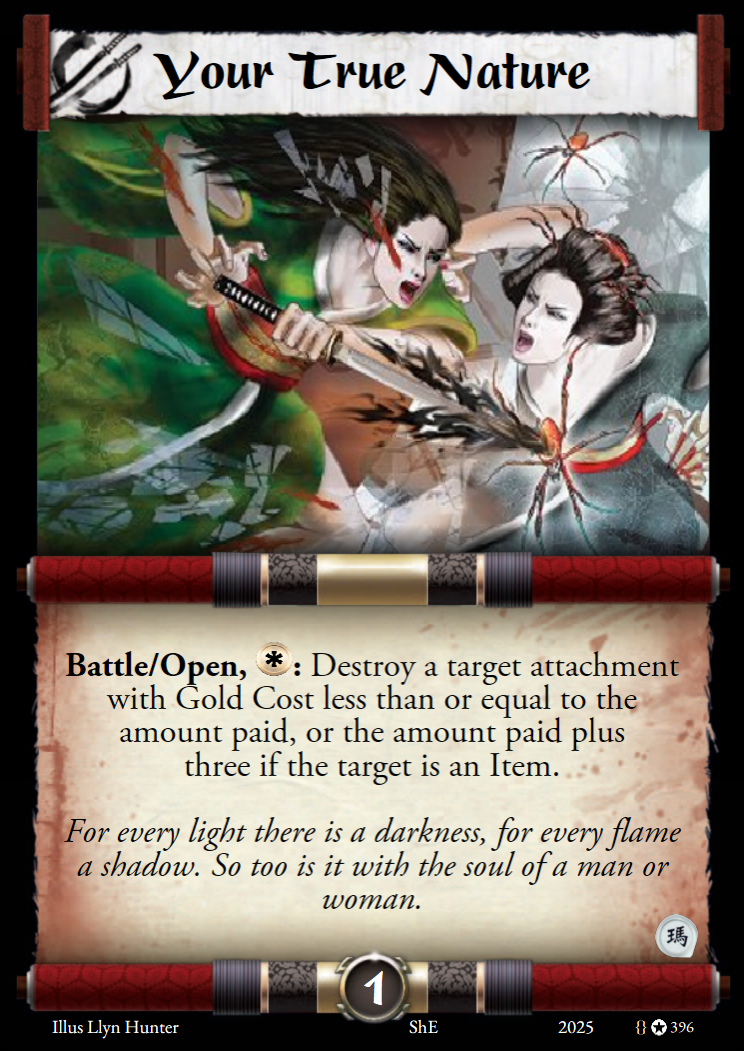 Your True Nature
Battle/Open, *: Destroy a target attachment
with Gold Cost less than or equal to the
amount paid, or the amount paid plus
three if the target is an Item.
For every light there is a darkness, for every flame
a shadow. So too is it with the soul of a man or
woman.
瑪
1
Illus Llyn Hunter ShE 2025 {} ✪ 396